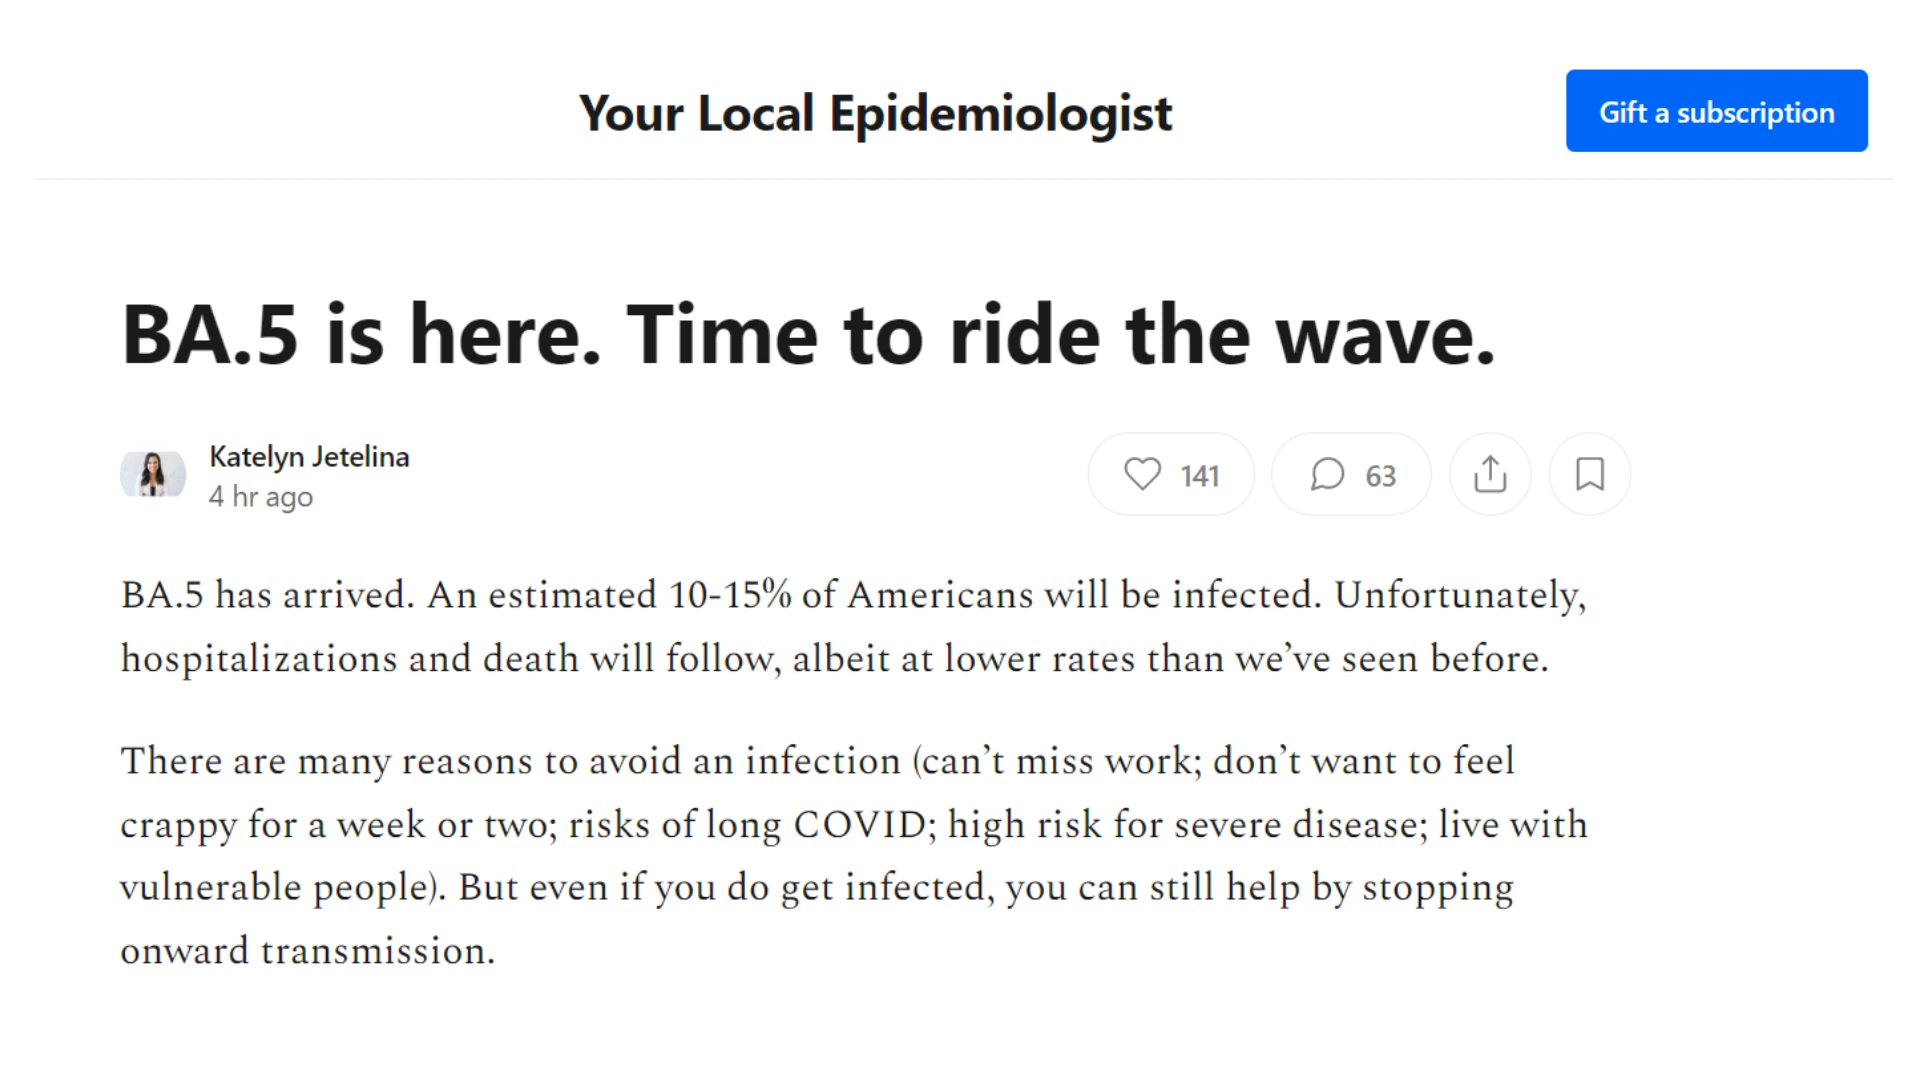 Your Local Epidemiologist
Gift a subscription
BA.5 is here. Time to ride the wave.
Katelyn Jetelina
4 hr ago
141
63
BA.5 has arrived. An estimated 10-15% of Americans will be infected. Unfortunately,
hospitalizations and death will follow, albeit at lower rates than we’ve seen before.
There are many reasons to avoid an infection (can’t miss work; don’t want to feel
crappy for a week or two; risks of long COVID; high risk for severe disease; live with
vulnerable people). But even if you do get infected, you can still help by stopping
onward transmission.